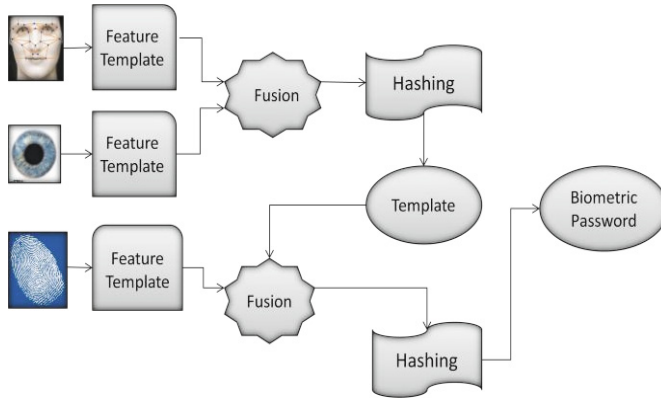 Feature
Template
Fusion
Hashing
Feature
Template
Template
Biometric
Password
Feature
Template
Fusion
Hashing